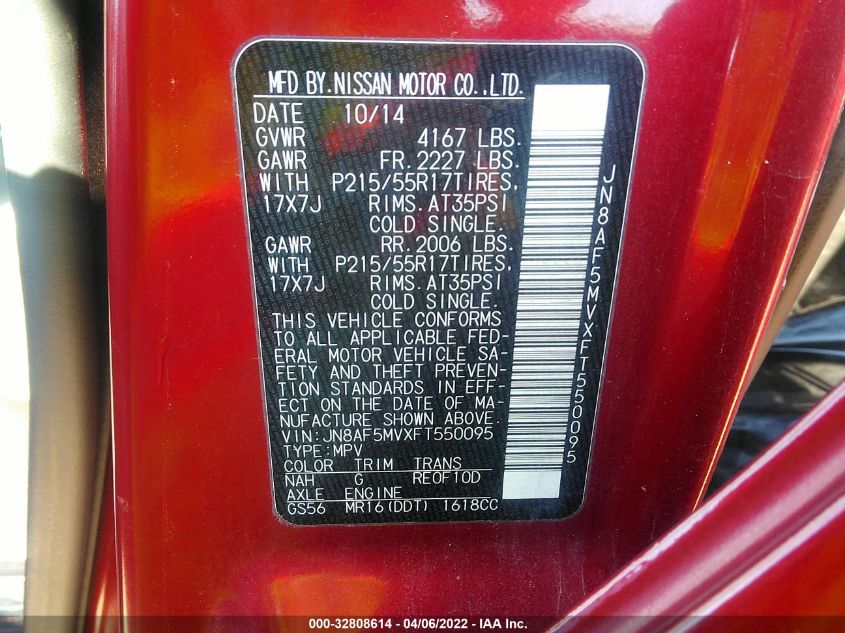 MFD BY.NISSAN MOTOR CO.,LTD.
DATE 10/14
GVWR 4167 LBS.
GAWR FR.2227 LBS.
WITH P215/55R17TIRES,
17X7J RIMS.AT35PSI
COLD SINGLE.
GAWR RR.2006 LBS.
WITH P215/55R17TIRES,
17X7J RIMS.AT35PSI
COLD SINGLE.
THIS VEHICLE CONFORMS
TO ALL APPLICABLE FED-
ERAL MOTOR VEHICLE SA-
FETY AND THEFT PREVEN-
TION STANDARDS IN EFF-
ECT ON THE DATE OF MA-
NUFACTURE SHOWN ABOVE.
VIN:JN8AF5MVXFT550095
TYPE:MPV
COLOR TRIM TRANS
NAH G RE0F10D
AXLE ENGINE
GS56 MR16(DDT) 1618CC
JN8AF5MVXFT550095
000-32808614 - 04/06/2022 - IAA Inc.